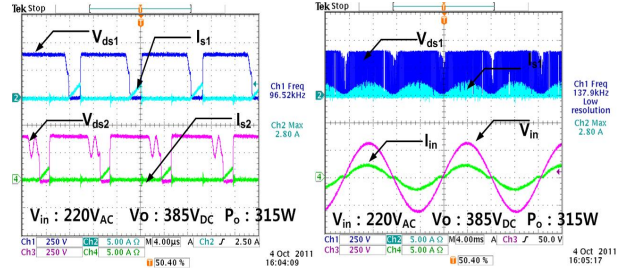 Tek Stop
T
Vds1
Is1
2
Ch1 Freq
96.52kHz
Ch2 Max
2.80 A
Vds2
Is2
4
Vin : 220VAC Vo : 385VDC Po : 315W
Ch1 250 V Ch2 5.00 A Ω M 4.00µs A Ch2 ʃ 2.50 A
Ch3 250 V Ch4 5.00 A Ω
T 50.40 %
4 Oct 2011
16:04:09
Tek Stop
T
Vds1
Is1
2
Ch1 Freq
137.9kHz
Low
resolution
Ch2 Max
2.80 A
Iin
Vin
4
Vin : 220VAC Vo : 385VDC Po : 315W
Ch1 250 V Ch2 5.00 A Ω M 4.00ms A Ch3 ʃ 50.0 V
Ch3 250 V Ch4 5.00 A Ω
T 50.40 %
4 Oct 2011
16:05:17